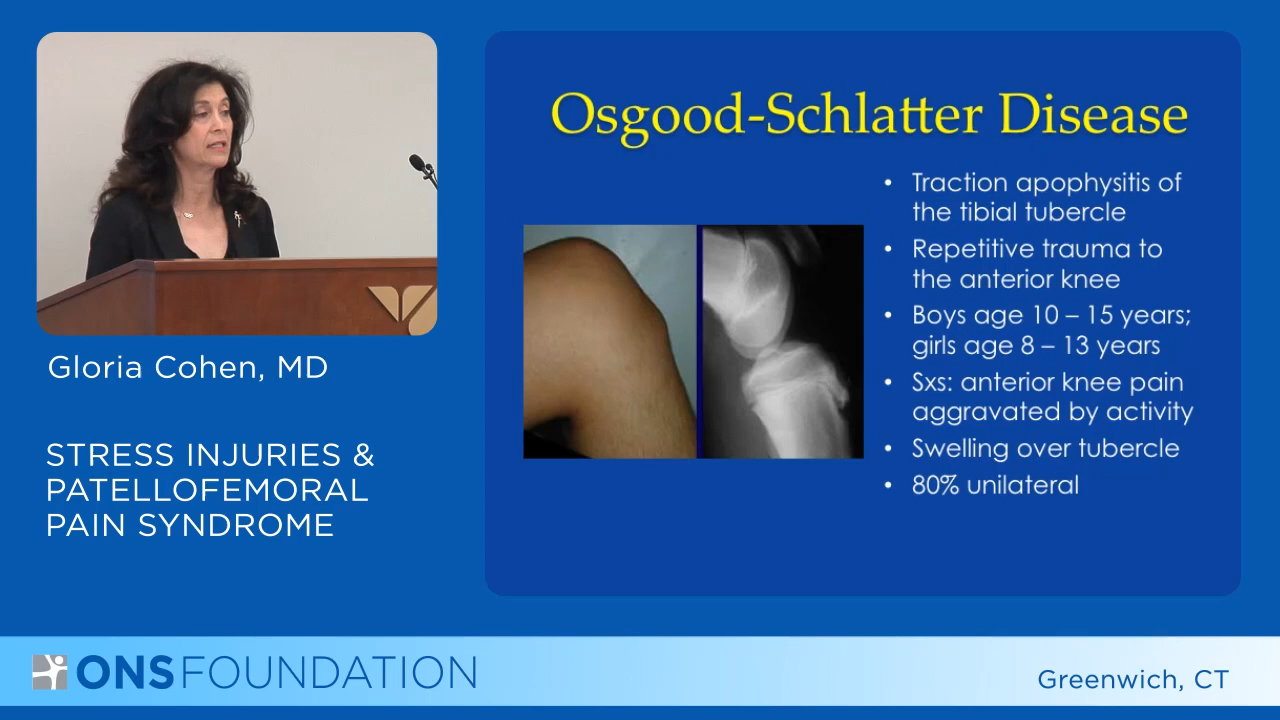 Osgood-Schlatter Disease
• Traction apophysitis of
the tibial tubercle
• Repetitive trauma to
the anterior knee
• Boys age 10 – 15 years;
girls age 8 – 13 years
• Sxs: anterior knee pain
aggravated by activity
• Swelling over tubercle
• 80% unilateral
Gloria Cohen, MD
STRESS INJURIES &
PATELLOFEMORAL
PAIN SYNDROME
ONS FOUNDATION
Greenwich, CT